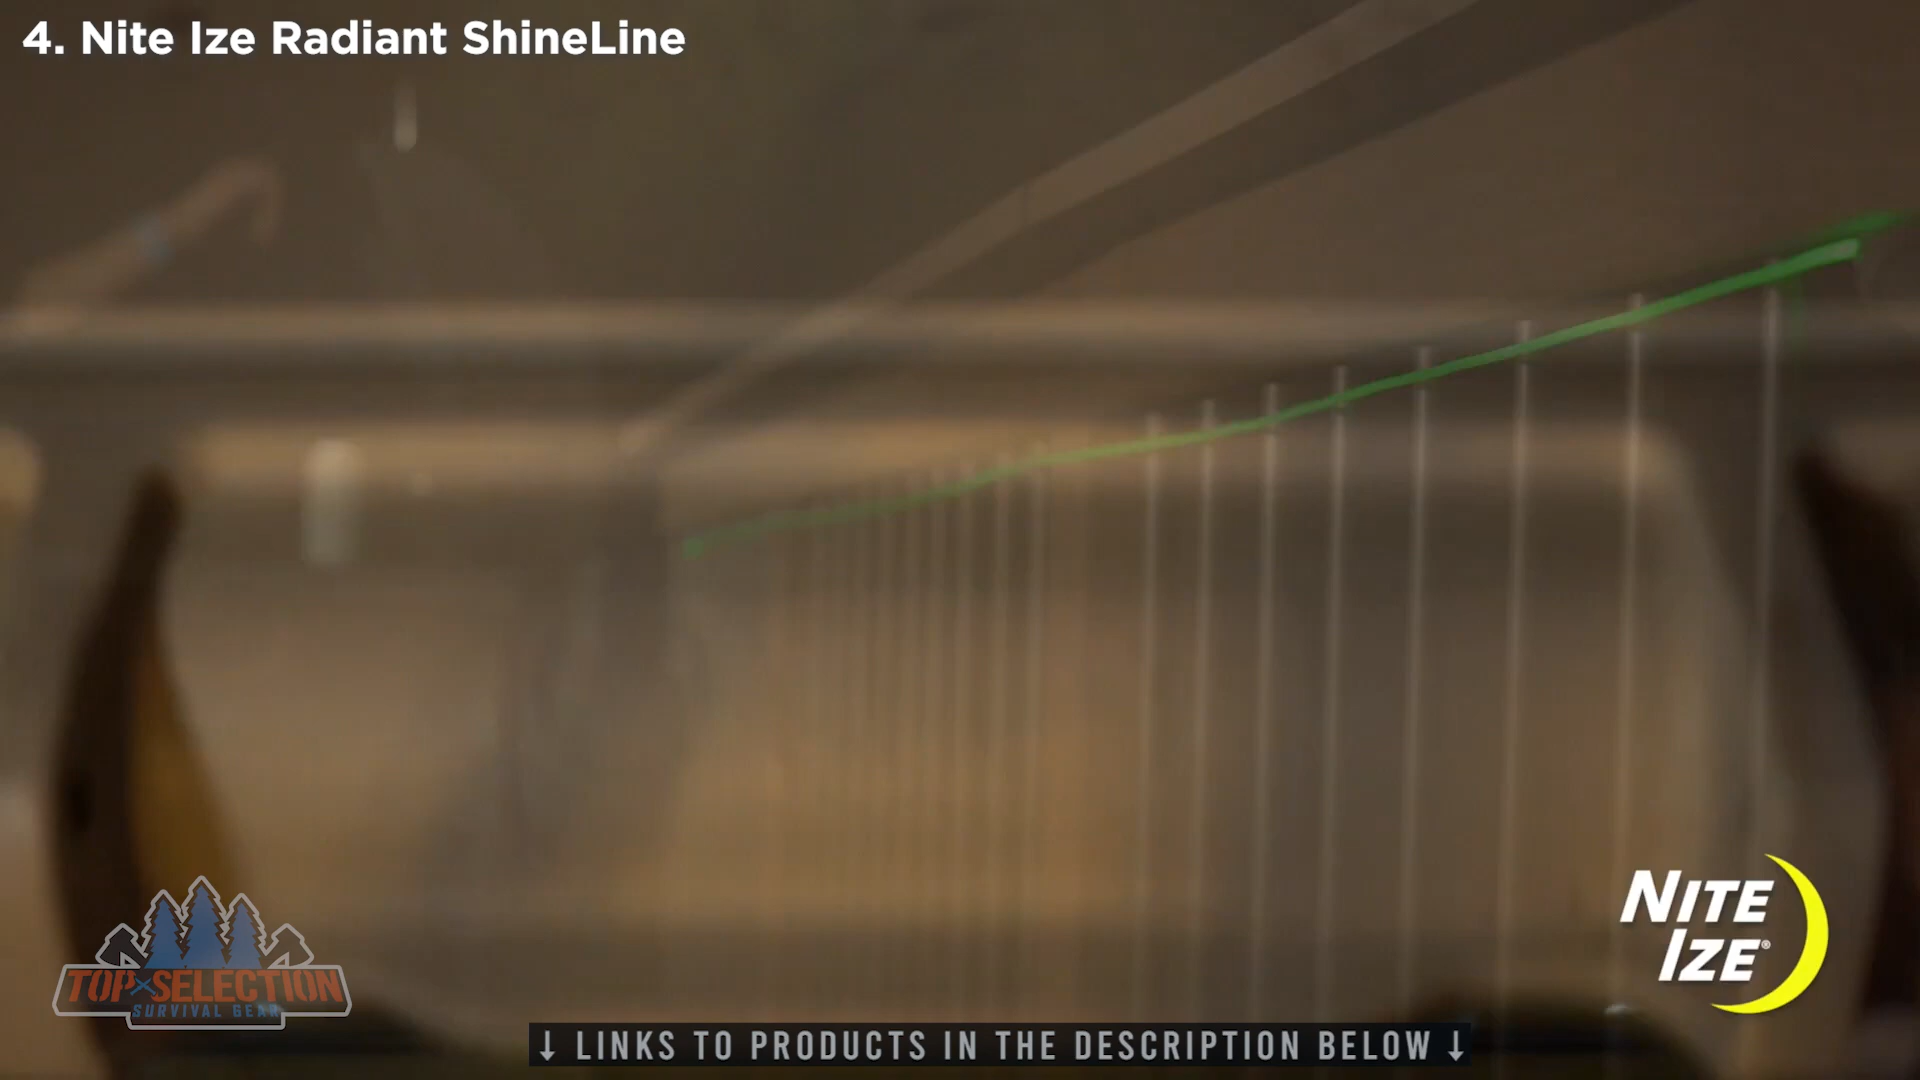 4. Nite Ize Radiant ShineLine
NITE
IZE®
TOP SELECTION
SURVIVAL GEAR
↓ LINKS TO PRODUCTS IN THE DESCRIPTION BELOW ↓